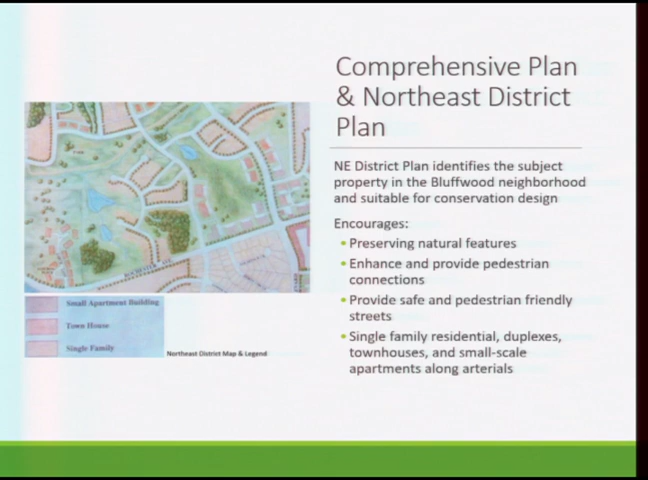 Comprehensive Plan
& Northeast District
Plan
NE District Plan identifies the subject
property in the Bluffwood neighborhood
and suitable for conservation design
Encourages:
• Preserving natural features
• Enhance and provide pedestrian
connections
• Provide safe and pedestrian friendly
streets
• Single family residential, duplexes,
townhouses, and small-scale
apartments along arterials
Small Apartment Building
Town House
Single Family
Northeast District Map & Legend